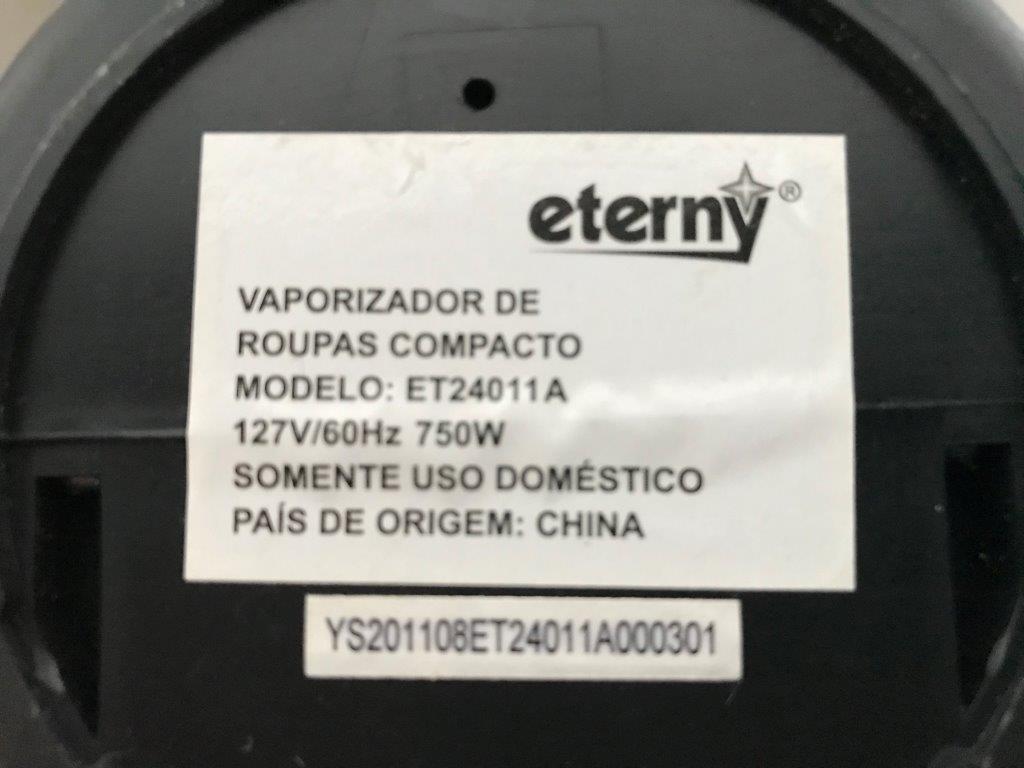 eterny®
VAPORIZADOR DE
ROUPAS COMPACTO
MODELO: ET24011A
127V/60Hz 750W
SOMENTE USO DOMÉSTICO
PAÍS DE ORIGEM: CHINA
YS201108ET24011A000301